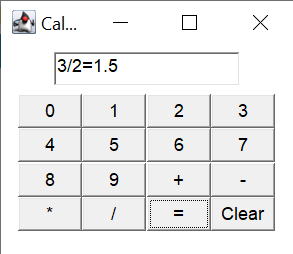 Cal...
3/2=1.5
0 1 2 3
4 5 6 7
8 9 + -
* / = Clear